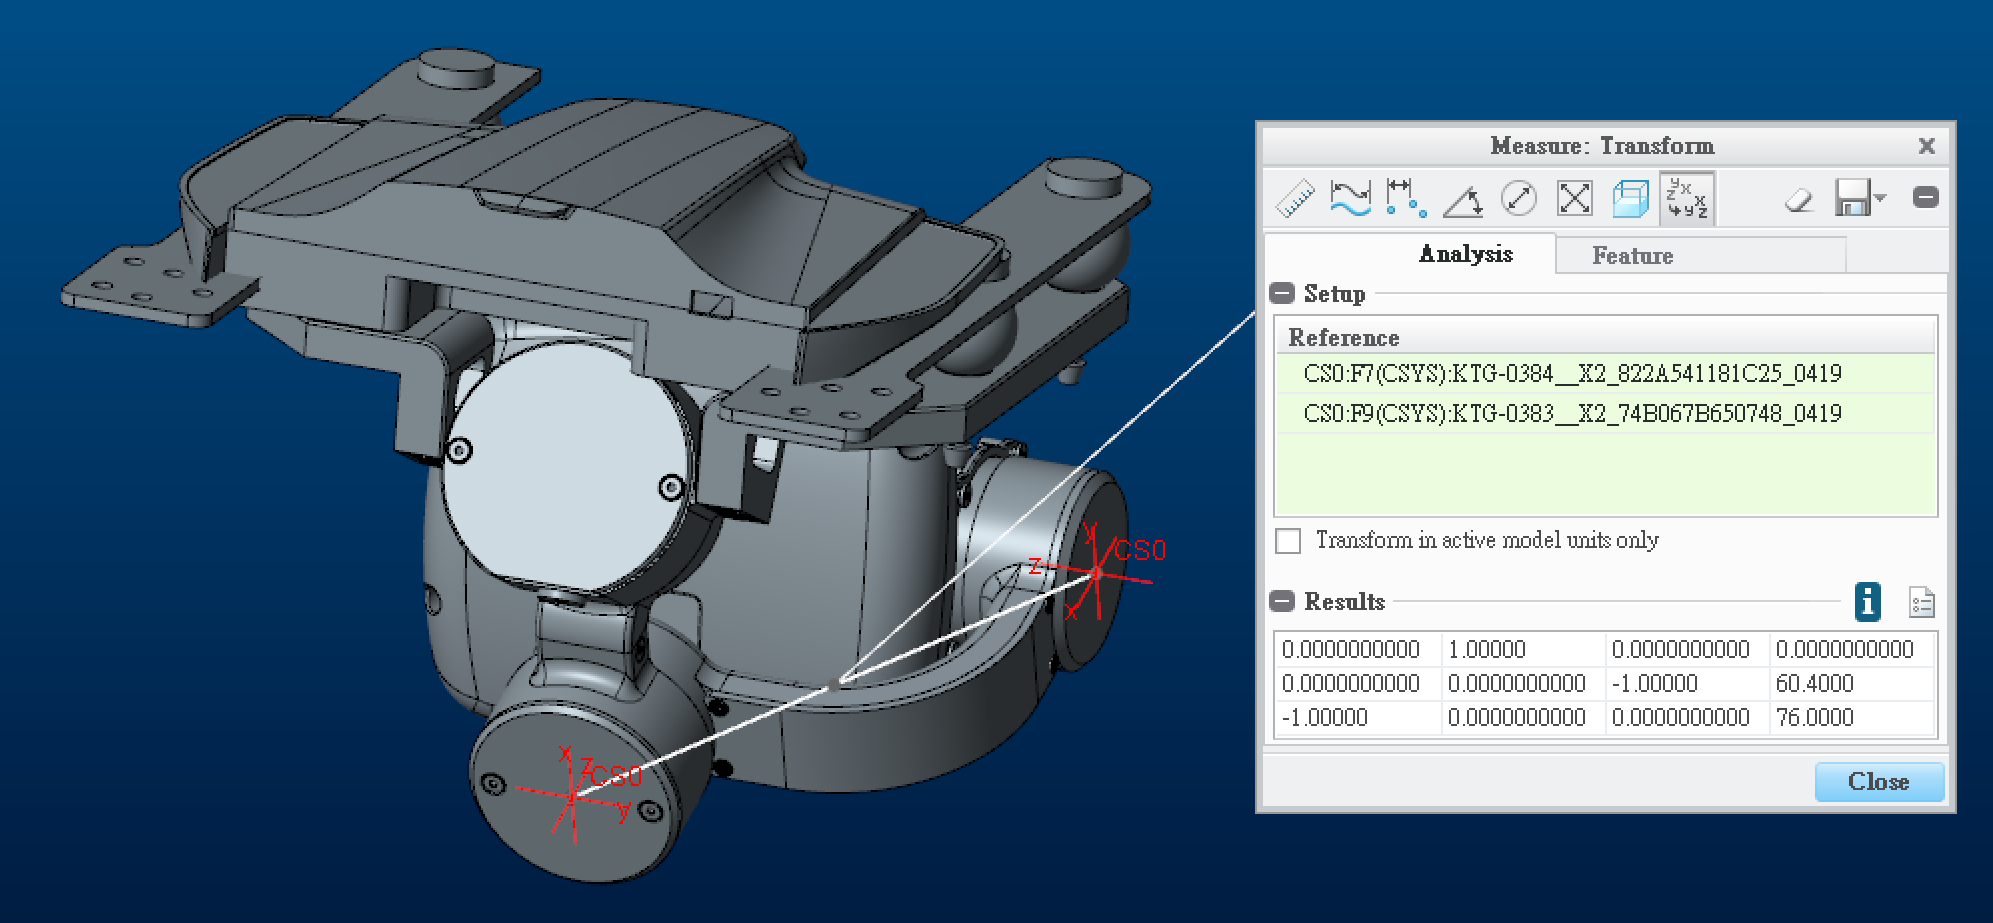 Measure: Transform
Analysis
Feature
Setup
Reference
CS0:F7(CSYS):KTG-0384__X2_822A541181C25_0419
CS0:F9(CSYS):KTG-0383__X2_74B067B650748_0419
Transform in active model units only
Results
0.0000000000 1.00000 0.0000000000 0.0000000000
0.0000000000 0.0000000000 -1.00000 60.4000
-1.00000 0.0000000000 0.0000000000 76.0000
Close
Y
CS0
Z
X
X
Z
CS0
Y